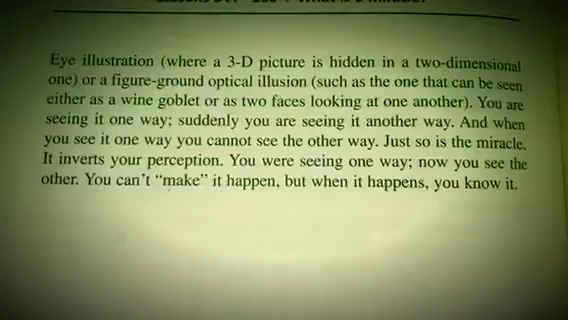 Eye illustration (where a 3-D picture is hidden in a two-dimensional
one) or a figure-ground optical illusion (such as the one that can be seen
either as a wine goblet or as two faces looking at one another). You are
seeing it one way; suddenly you are seeing it another way. And when
you see it one way you cannot see the other way. Just so is the miracle.
It inverts your perception. You were seeing one way; now you see the
other. You can’t “make” it happen, but when it happens, you know it.